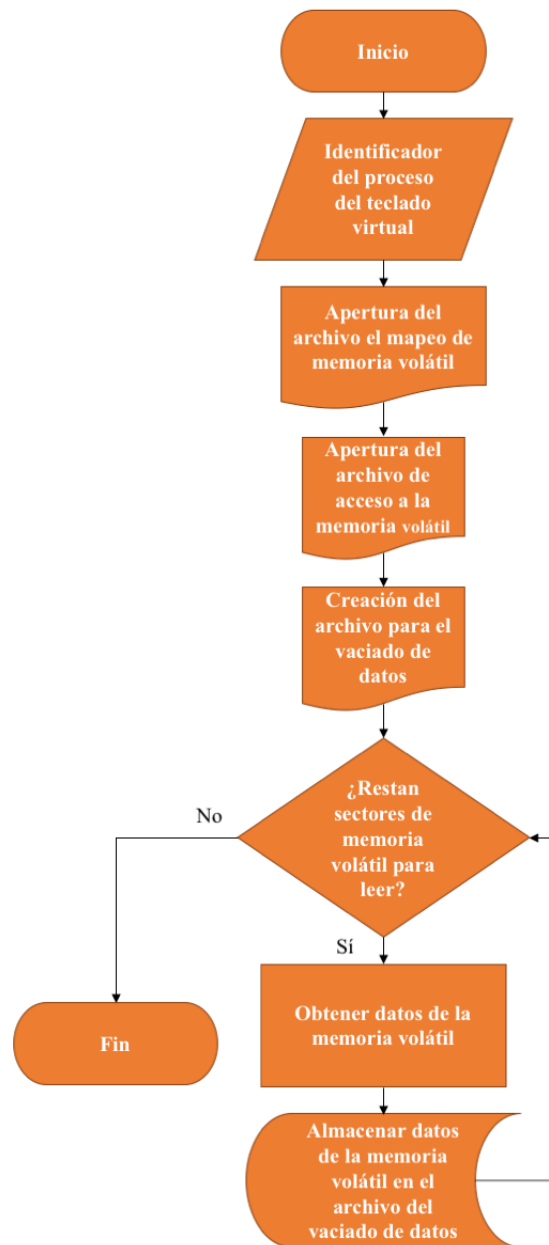 Inicio
Identificador
del proceso
del teclado
virtual
Apertura del
archivo el mapeo de
memoria volátil
Apertura del
archivo de
acceso a la
memoria volátil
Creación del
archivo para el
vaciado de
datos
¿Restan
sectores de
memoria
volátil para
leer?
No
Sí
Obtener datos de la
memoria volátil
Fin
Almacenar datos
de la memoria
volátil en el
archivo del
vaciado de datos